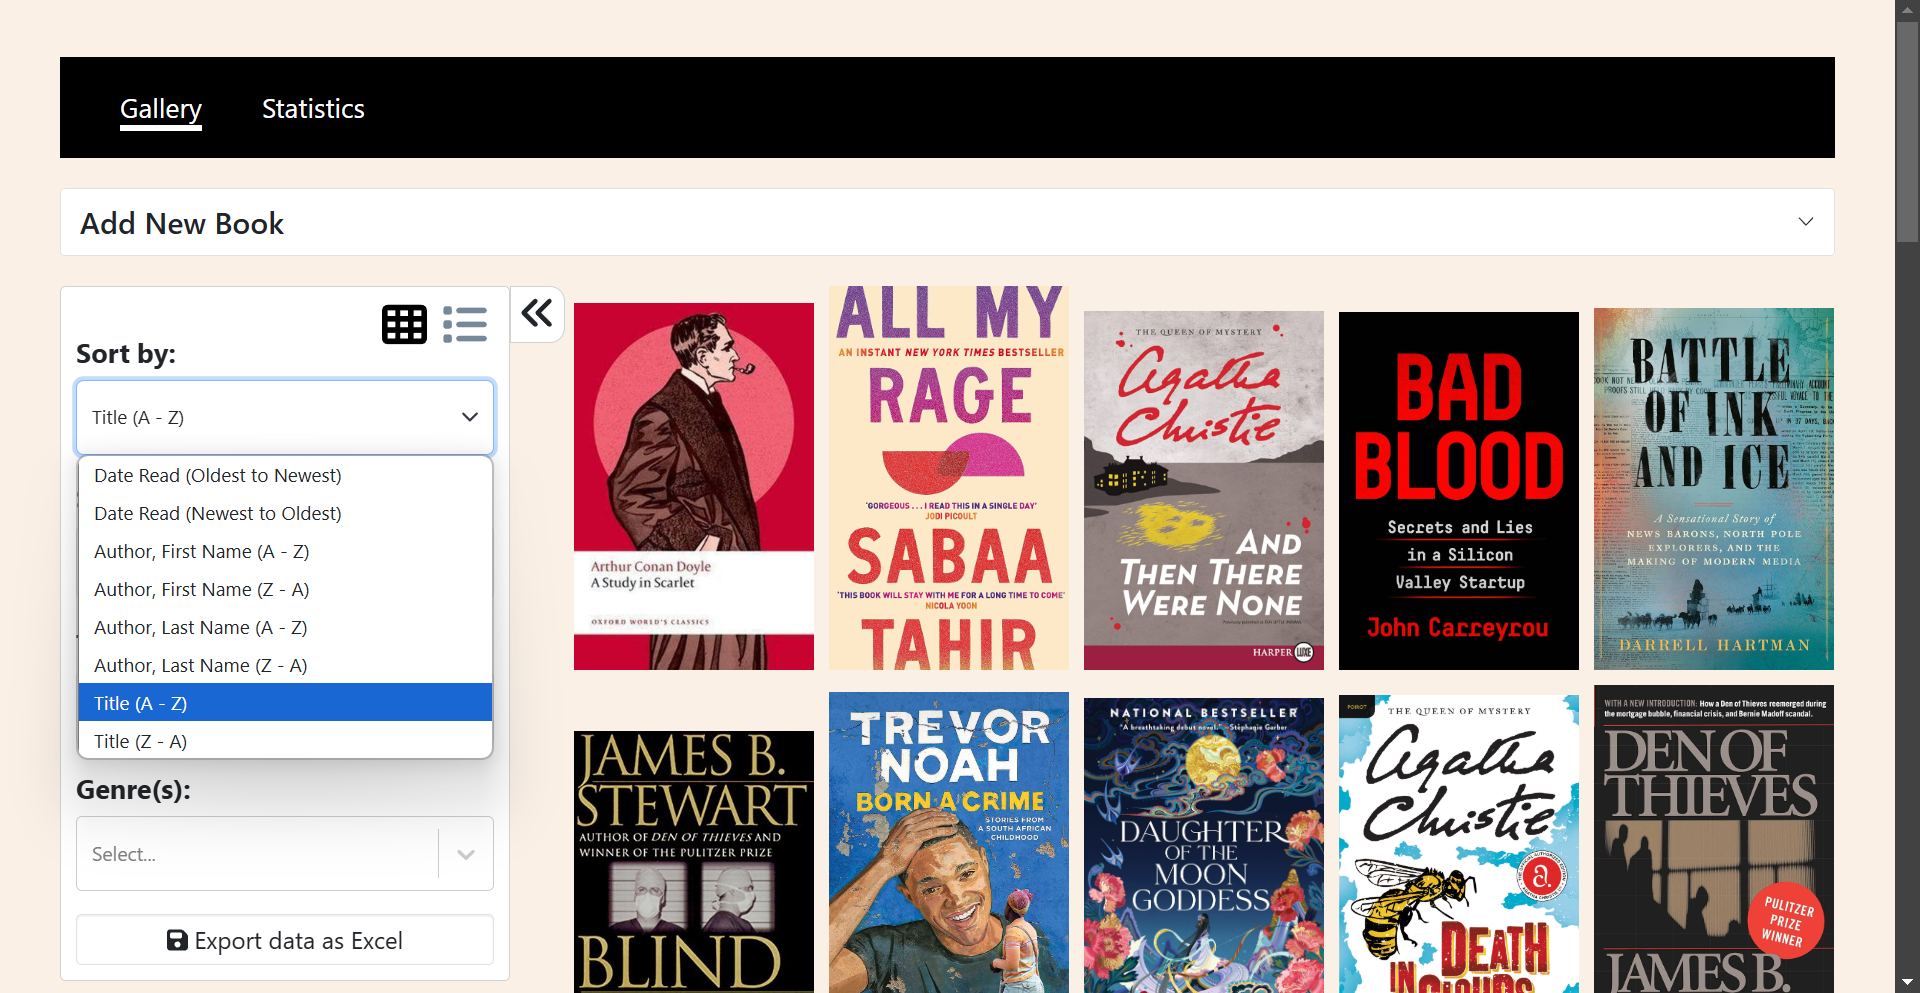 Gallery
Statistics
Add New Book
Sort by:
Title (A - Z)
Date Read (Oldest to Newest)
Date Read (Newest to Oldest)
Author, First Name (A - Z)
Author, First Name (Z - A)
Author, Last Name (A - Z)
Author, Last Name (Z - A)
Title (A - Z)
Title (Z - A)
Genre(s):
Select...
Export data as Excel
Arthur Conan Doyle
A Study in Scarlet
OXFORD WORLD'S CLASSICS
ALL MY
AN INSTANT NEW YORK TIMES BESTSELLER
RAGE
'GORGEOUS . . . I READ THIS IN A SINGLE DAY'
JODI PICOULT
SABAA
'THIS BOOK WILL STAY WITH ME FOR A LONG TIME TO COME'
NICOLA YOON
TAHIR
THE QUEEN OF MYSTERY
Agatha
Christie
AND
THEN THERE
WERE NONE
HARPER LUXE
BAD
BLOOD
Secrets and Lies
in a Silicon
Valley Startup
John Carreyrou
BATTLE
OF INK
AND ICE
A Sensational Story of
NEWS BARONS, NORTH POLE
EXPLORERS, AND THE
MAKING OF MODERN MEDIA
DARRELL HARTMAN
JAMES B.
STEWART
AUTHOR OF DEN OF THIEVES AND
WINNER OF THE PULITZER PRIZE
BLIND
TREVOR
NOAH
BORN A CRIME
STORIES FROM
A SOUTH AFRICAN
CHILDHOOD
NATIONAL BESTSELLER
"A breathtaking debut novel." —Stephanie Garber
DAUGHTER
OF THE
MOON
GODDESS
POIROT
THE QUEEN OF MYSTERY
Agatha
Christie
a.
DEATH
IN CLOUDS
WITH A NEW INTRODUCTION: How a Den of Thieves reemerged during
the mortgage bubble, financial crisis, and Bernie Madoff scandal.
DEN OF
THIEVES
PULITZER
PRIZE
WINNER
JAMES B.